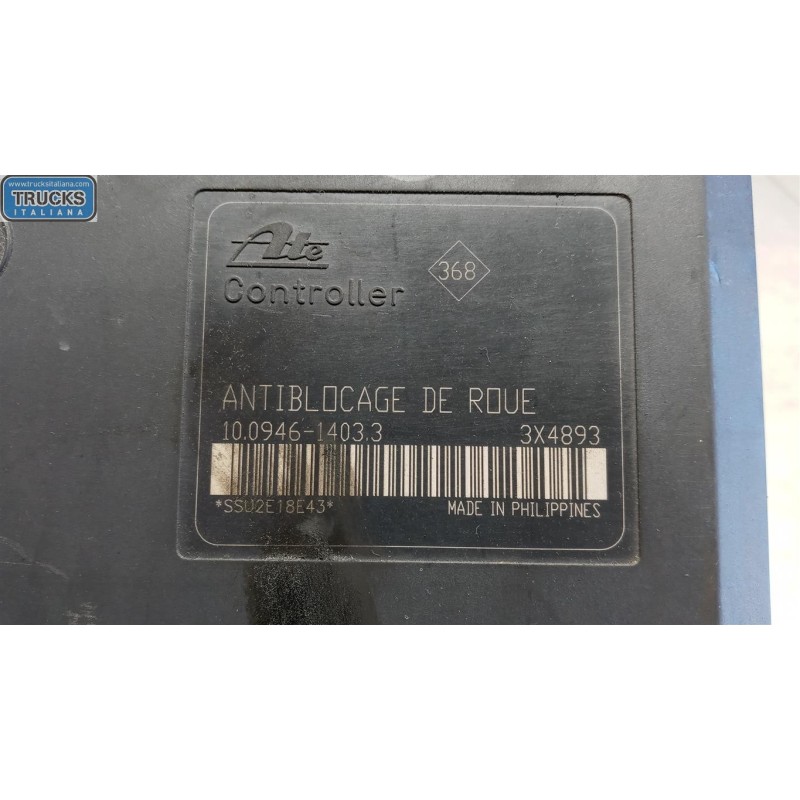 www.trucksitaliana.com
TRUCKS
ITALIANA
Ate
Controller
368
ANTIBLOCAGE DE ROUE
10.0946-1403.3 3X4893
*SSU2E18E43* MADE IN PHILIPPINES